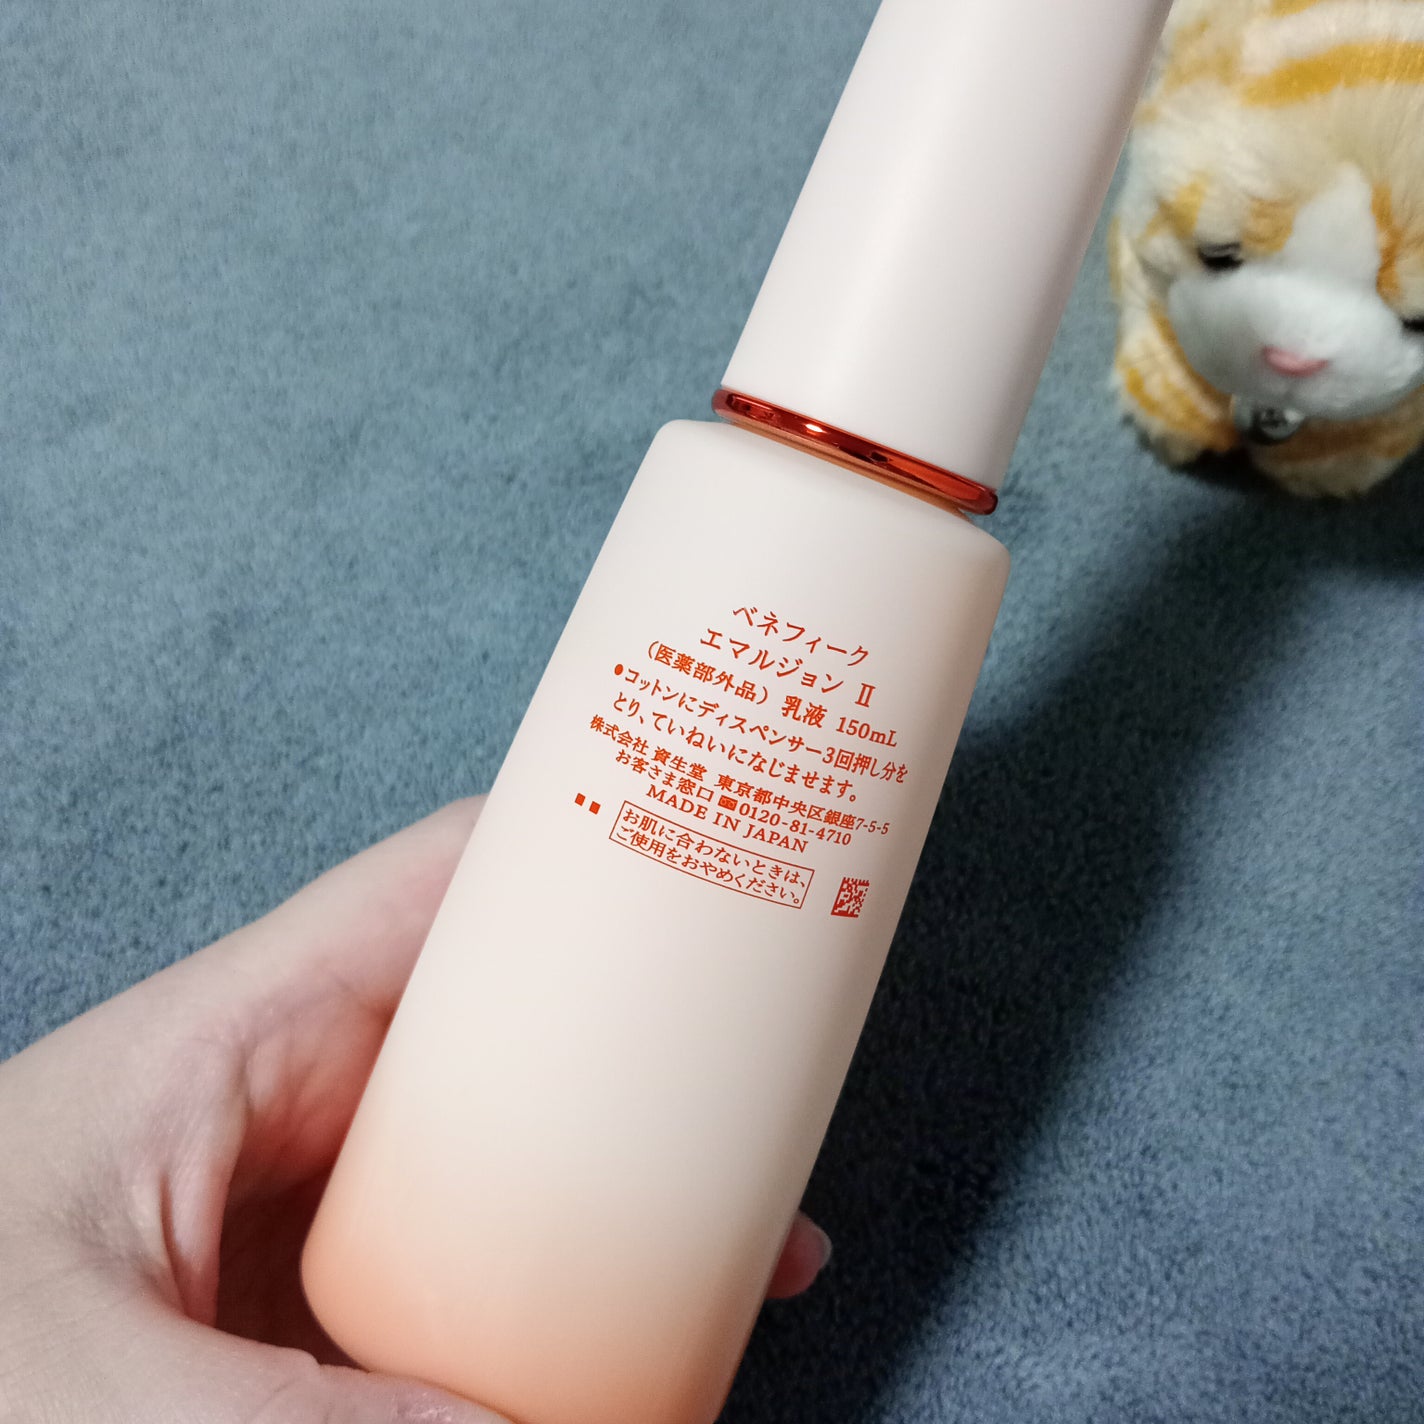 ベネフィーク
エマルジョン Ⅱ
(医薬部外品) 乳液 150mL
●コットンにディスペンサー3回押し分を
とり、ていねいになじませます。
株式会社 資生堂 東京都中央区銀座7-5-5
お客さま窓口 0120-81-4710
MADE IN JAPAN
お肌に合わないときは、
ご使用をおやめください。